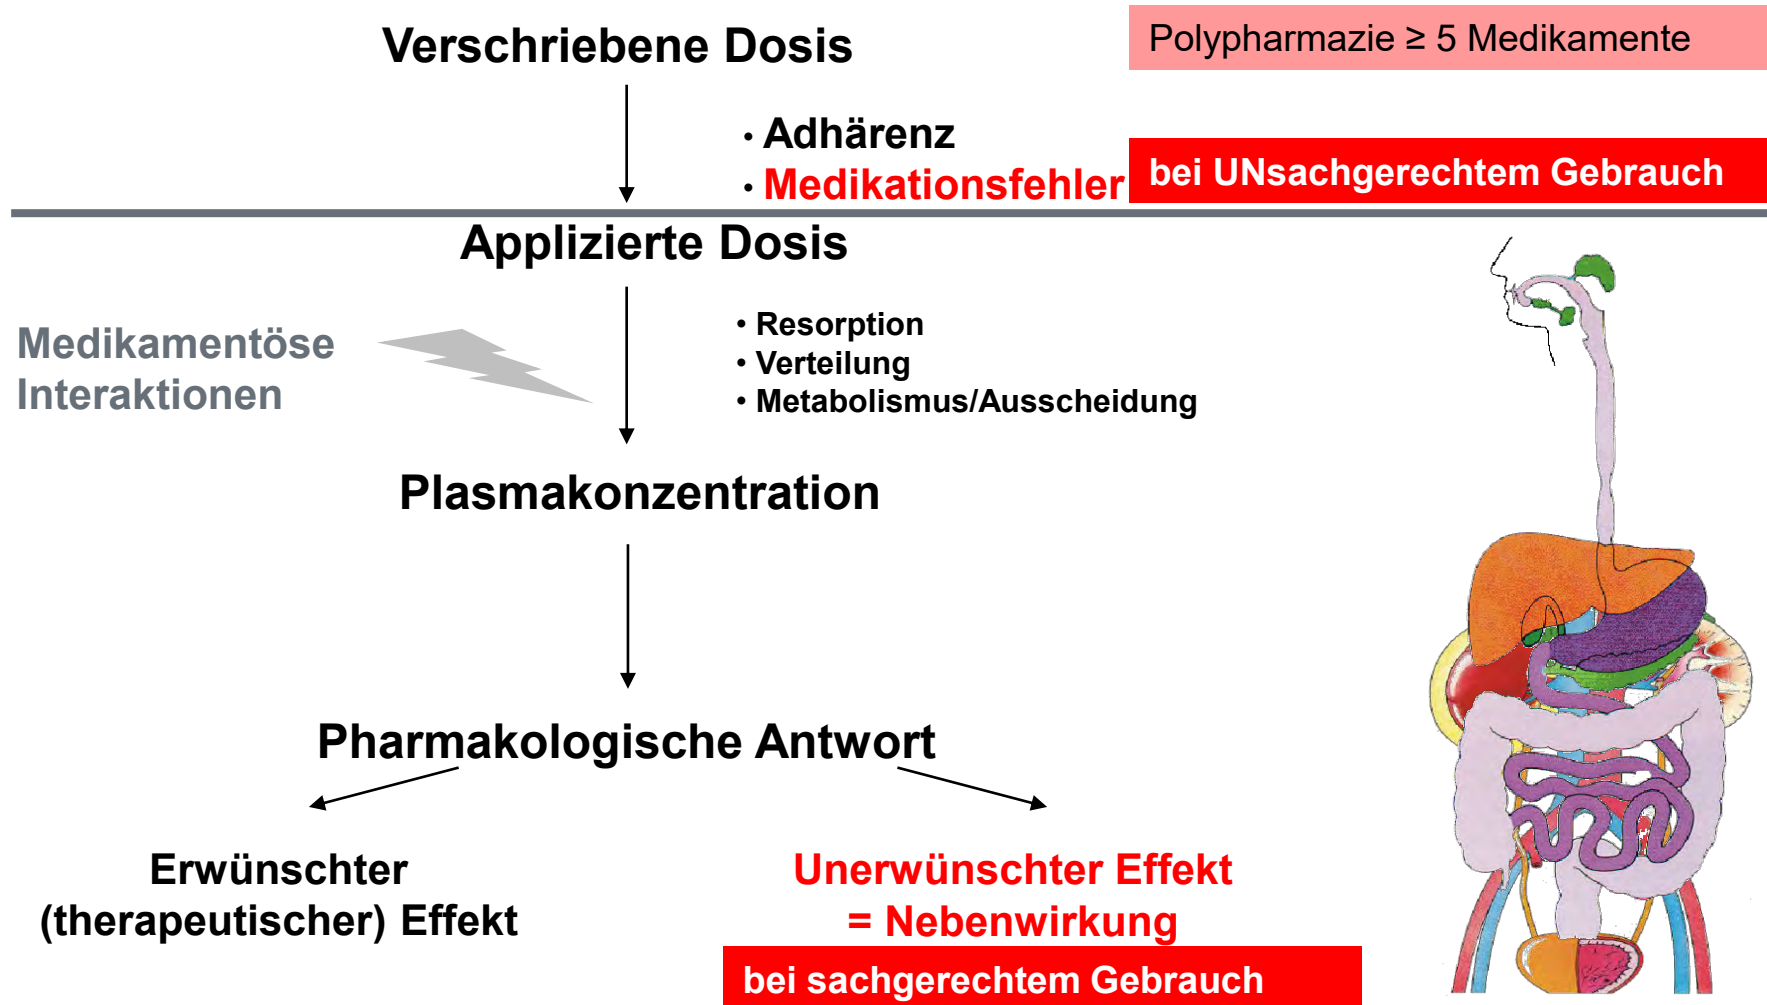 Verschriebene Dosis
Polypharmazie ≥ 5 Medikamente
• Adhärenz
• Medikationsfehler
bei UNsachgerechtem Gebrauch
Applizierte Dosis
Medikamentöse
Interaktionen
• Resorption
• Verteilung
• Metabolismus/Ausscheidung
Plasmakonzentration
Pharmakologische Antwort
Erwünschter
(therapeutischer) Effekt
Unerwünschter Effekt
= Nebenwirkung
bei sachgerechtem Gebrauch